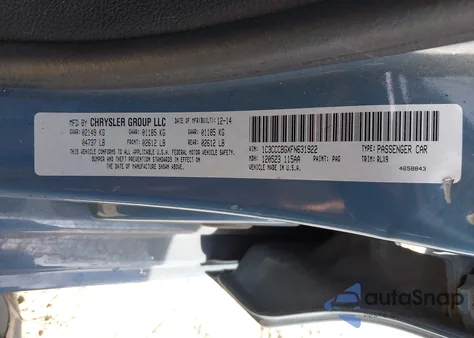 MFD BY CHRYSLER GROUP LLC DATE OF MFR(BUILT): 12-14
GVWR: 02149 KG GAWR: 01185 KG GAWR: 01185 KG
04737 LB FRONT: 02612 LB REAR: 02612 LB
THIS VEHICLE CONFORMS TO ALL APPLICABLE U.S.A. FEDERAL MOTOR VEHICLE SAFETY,
BUMPER AND THEFT PREVENTION STANDARDS IN EFFECT ON THE DATE
OF MANUFACTURE SHOWN ABOVE. MADE IN U.S.A.
VIN: 1C3CCCBGXFN631922 TYPE: PASSENGER CAR
MDH: 120523 115AA PAINT: PAG TRIM: RLX9
4658843
autoSnap